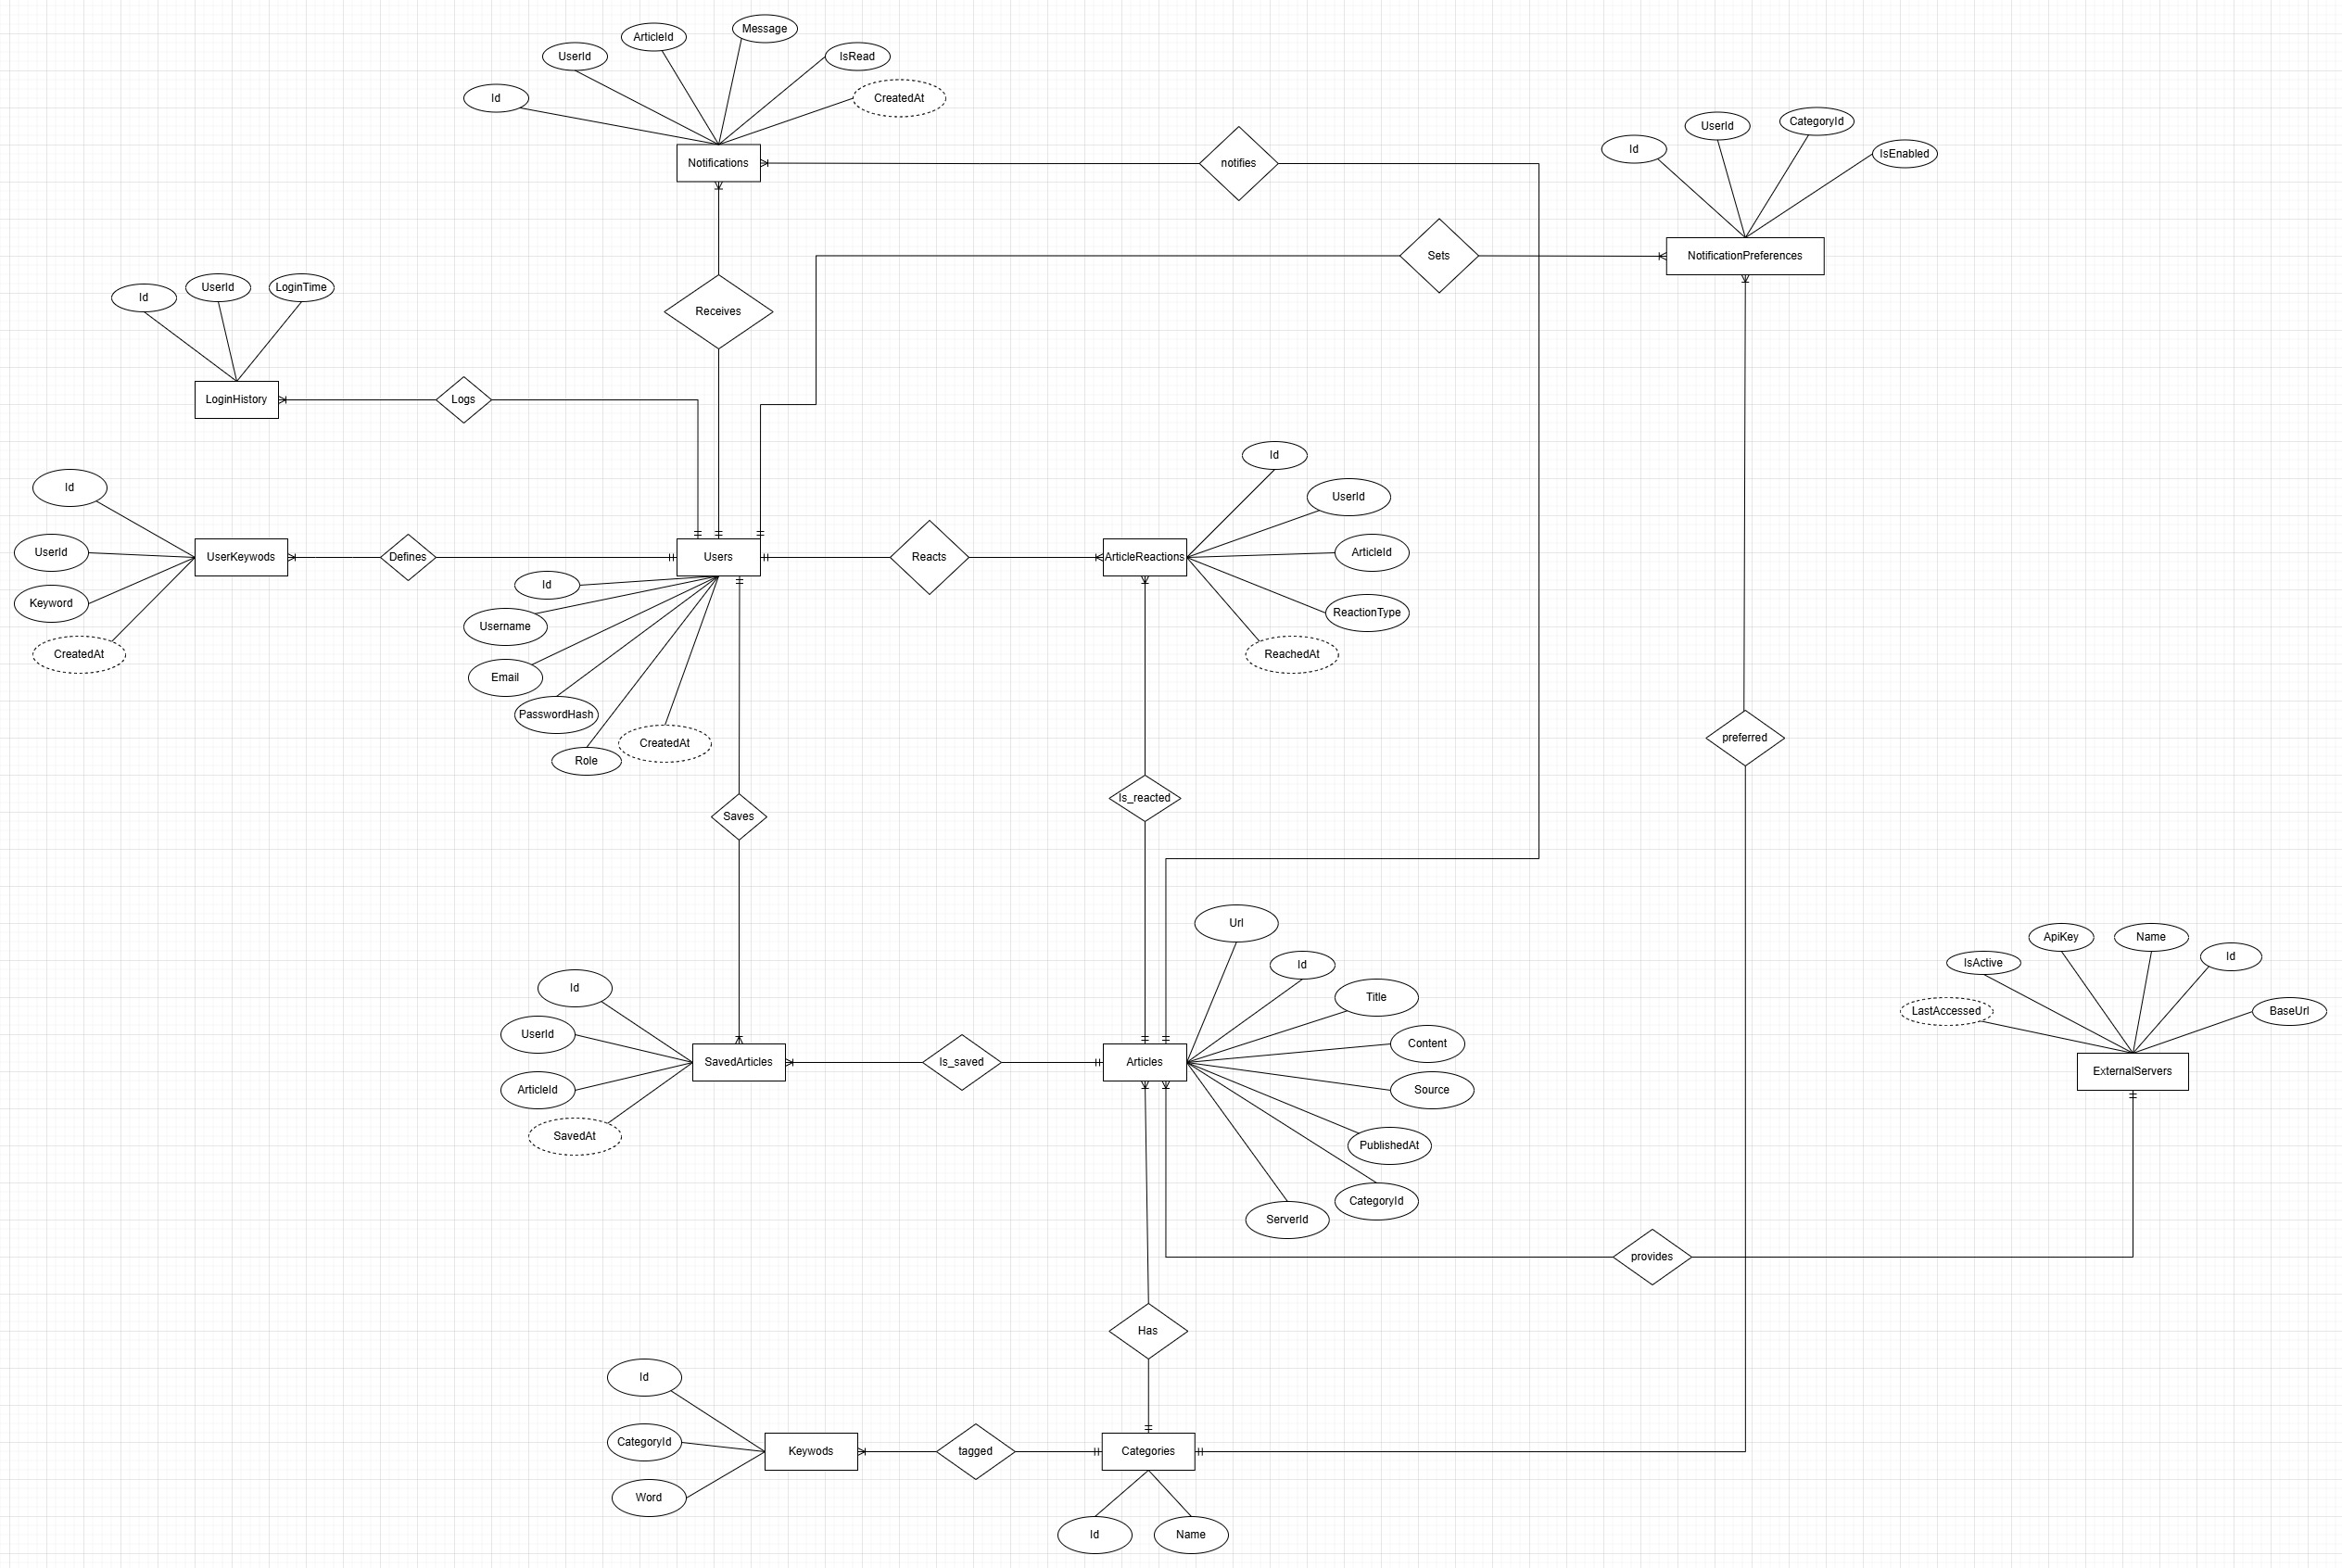 Message
ArticleId
UserId
IsRead
Id
CreatedAt
Notifications
notifies
CategoryId
UserId
Id
IsEnabled
Sets
NotificationPreferences
Receives
Id
UserId
LoginTime
LoginHistory
Logs
Id
UserId
Keyword
CreatedAt
UserKeywods
Defines
Users
Id
Username
Email
PasswordHash
Role
CreatedAt
Reacts
ArticleReactions
Id
UserId
ArticleId
ReactionType
ReachedAt
preferred
Saves
Is_reacted
Id
UserId
ArticleId
SavedAt
SavedArticles
Is_saved
Articles
Url
Id
Title
Content
Source
PublishedAt
CategoryId
ServerId
LastAccessed
IsActive
ApiKey
Name
Id
BaseUrl
ExternalServers
provides
Has
Id
CategoryId
Word
Keywods
tagged
Categories
Id
Name